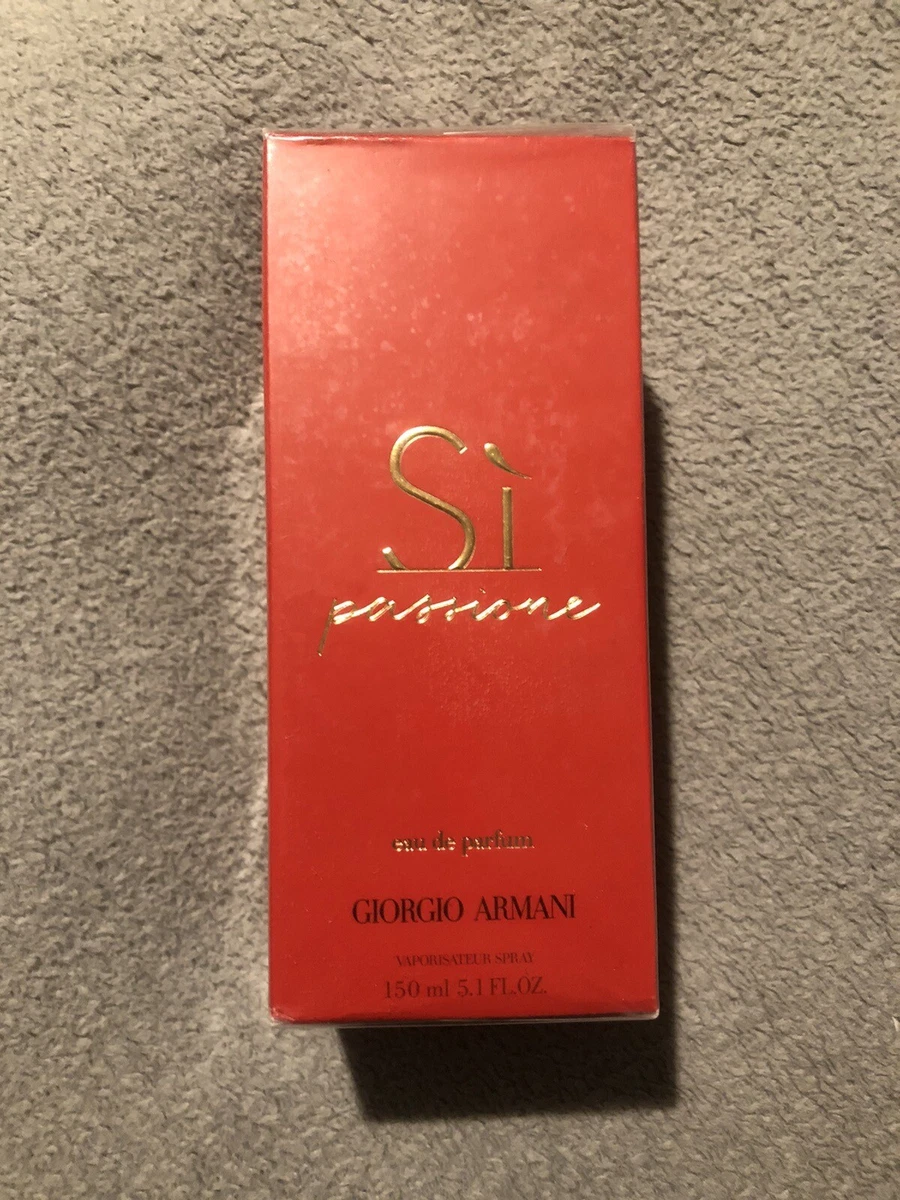 Sì
passione
eau de parfum
GIORGIO ARMANI
VAPORISATEUR SPRAY
150 ml 5.1 FL.OZ.